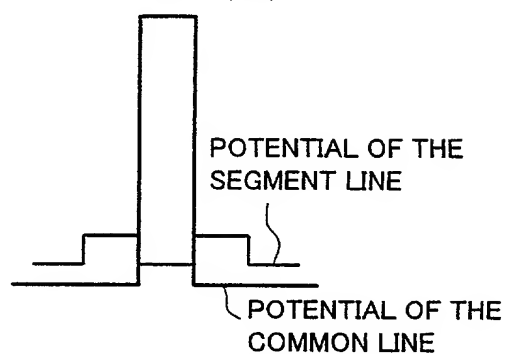 POTENTIAL OF THE
SEGMENT LINE
POTENTIAL OF THE
COMMON LINE